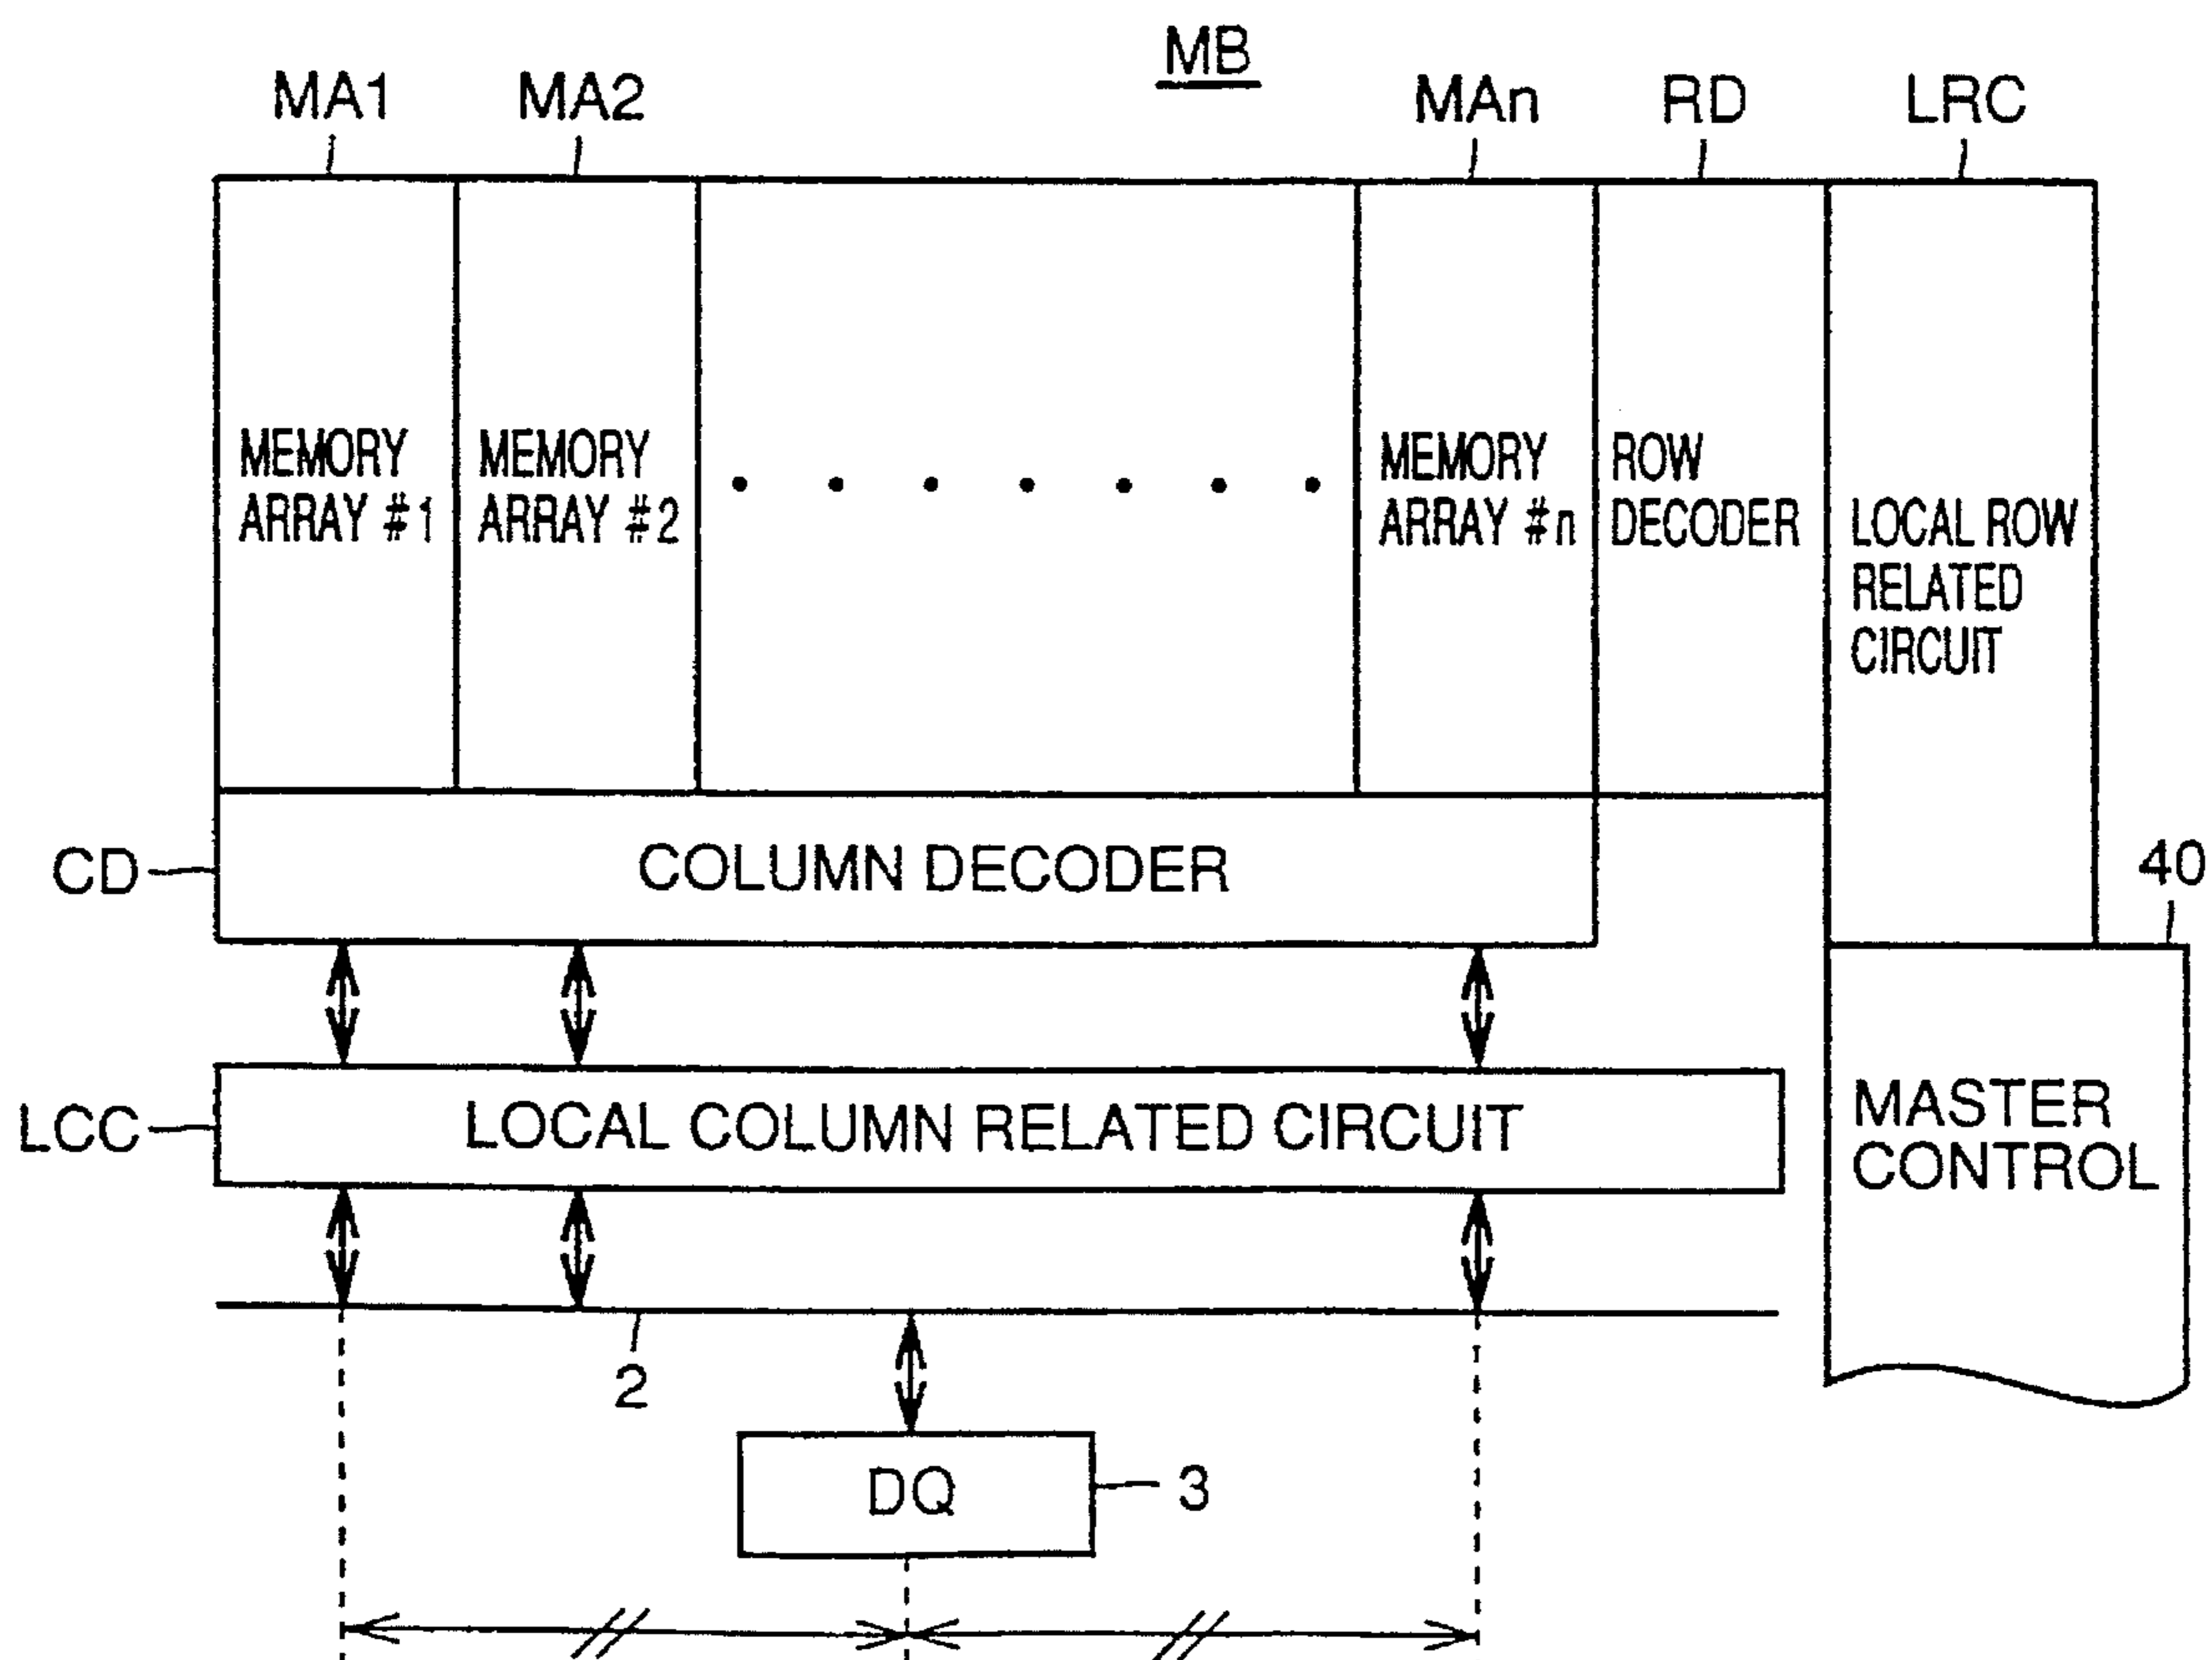 MB
MA1 MA2 MAn RD LRC
MEMORY
ARRAY #1
MEMORY
ARRAY #2
MEMORY
ARRAY #n
ROW
DECODER
LOCAL ROW
RELATED
CIRCUIT
CD
COLUMN DECODER
40
LCC
LOCAL COLUMN RELATED CIRCUIT
MASTER
CONTROL
2
DQ
3